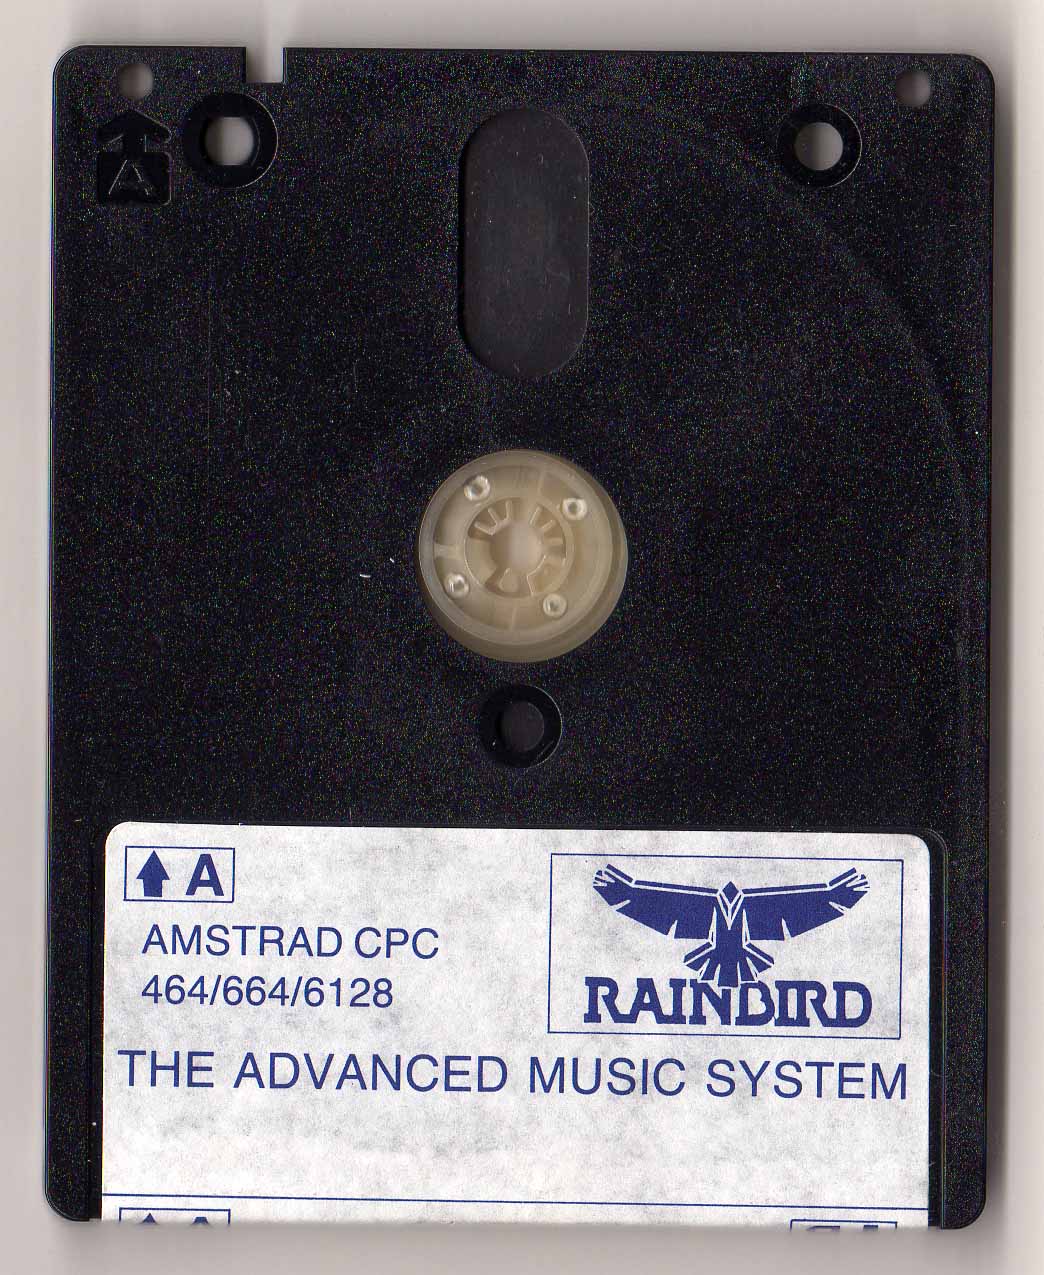 A
A
AMSTRAD CPC
464/664/6128
RAINBIRD
THE ADVANCED MUSIC SYSTEM